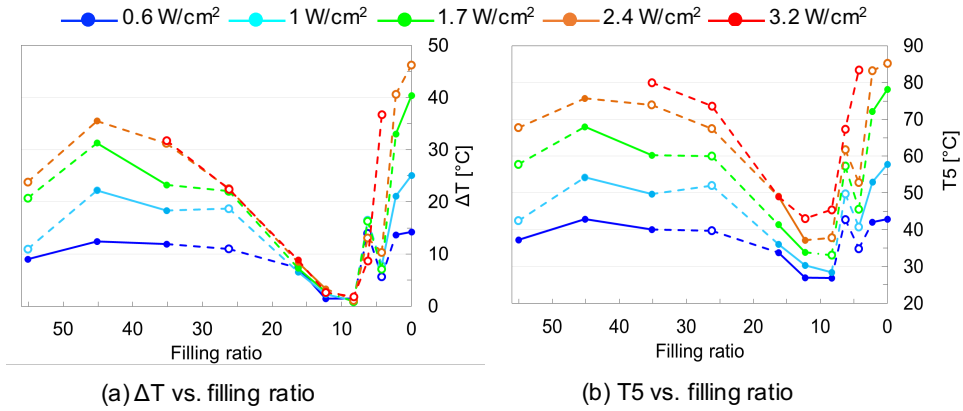 0.6 W/cm² 1 W/cm² 1.7 W/cm² 2.4 W/cm² 3.2 W/cm²
50
40
30
20
10
0
ΔT [°C]
50 40 30 20 10 0
Filling ratio
(a) ΔT vs. filling ratio
90
80
70
60
50
40
30
20
T5 [°C]
50 40 30 20 10 0
Filling ratio
(b) T5 vs. filling ratio